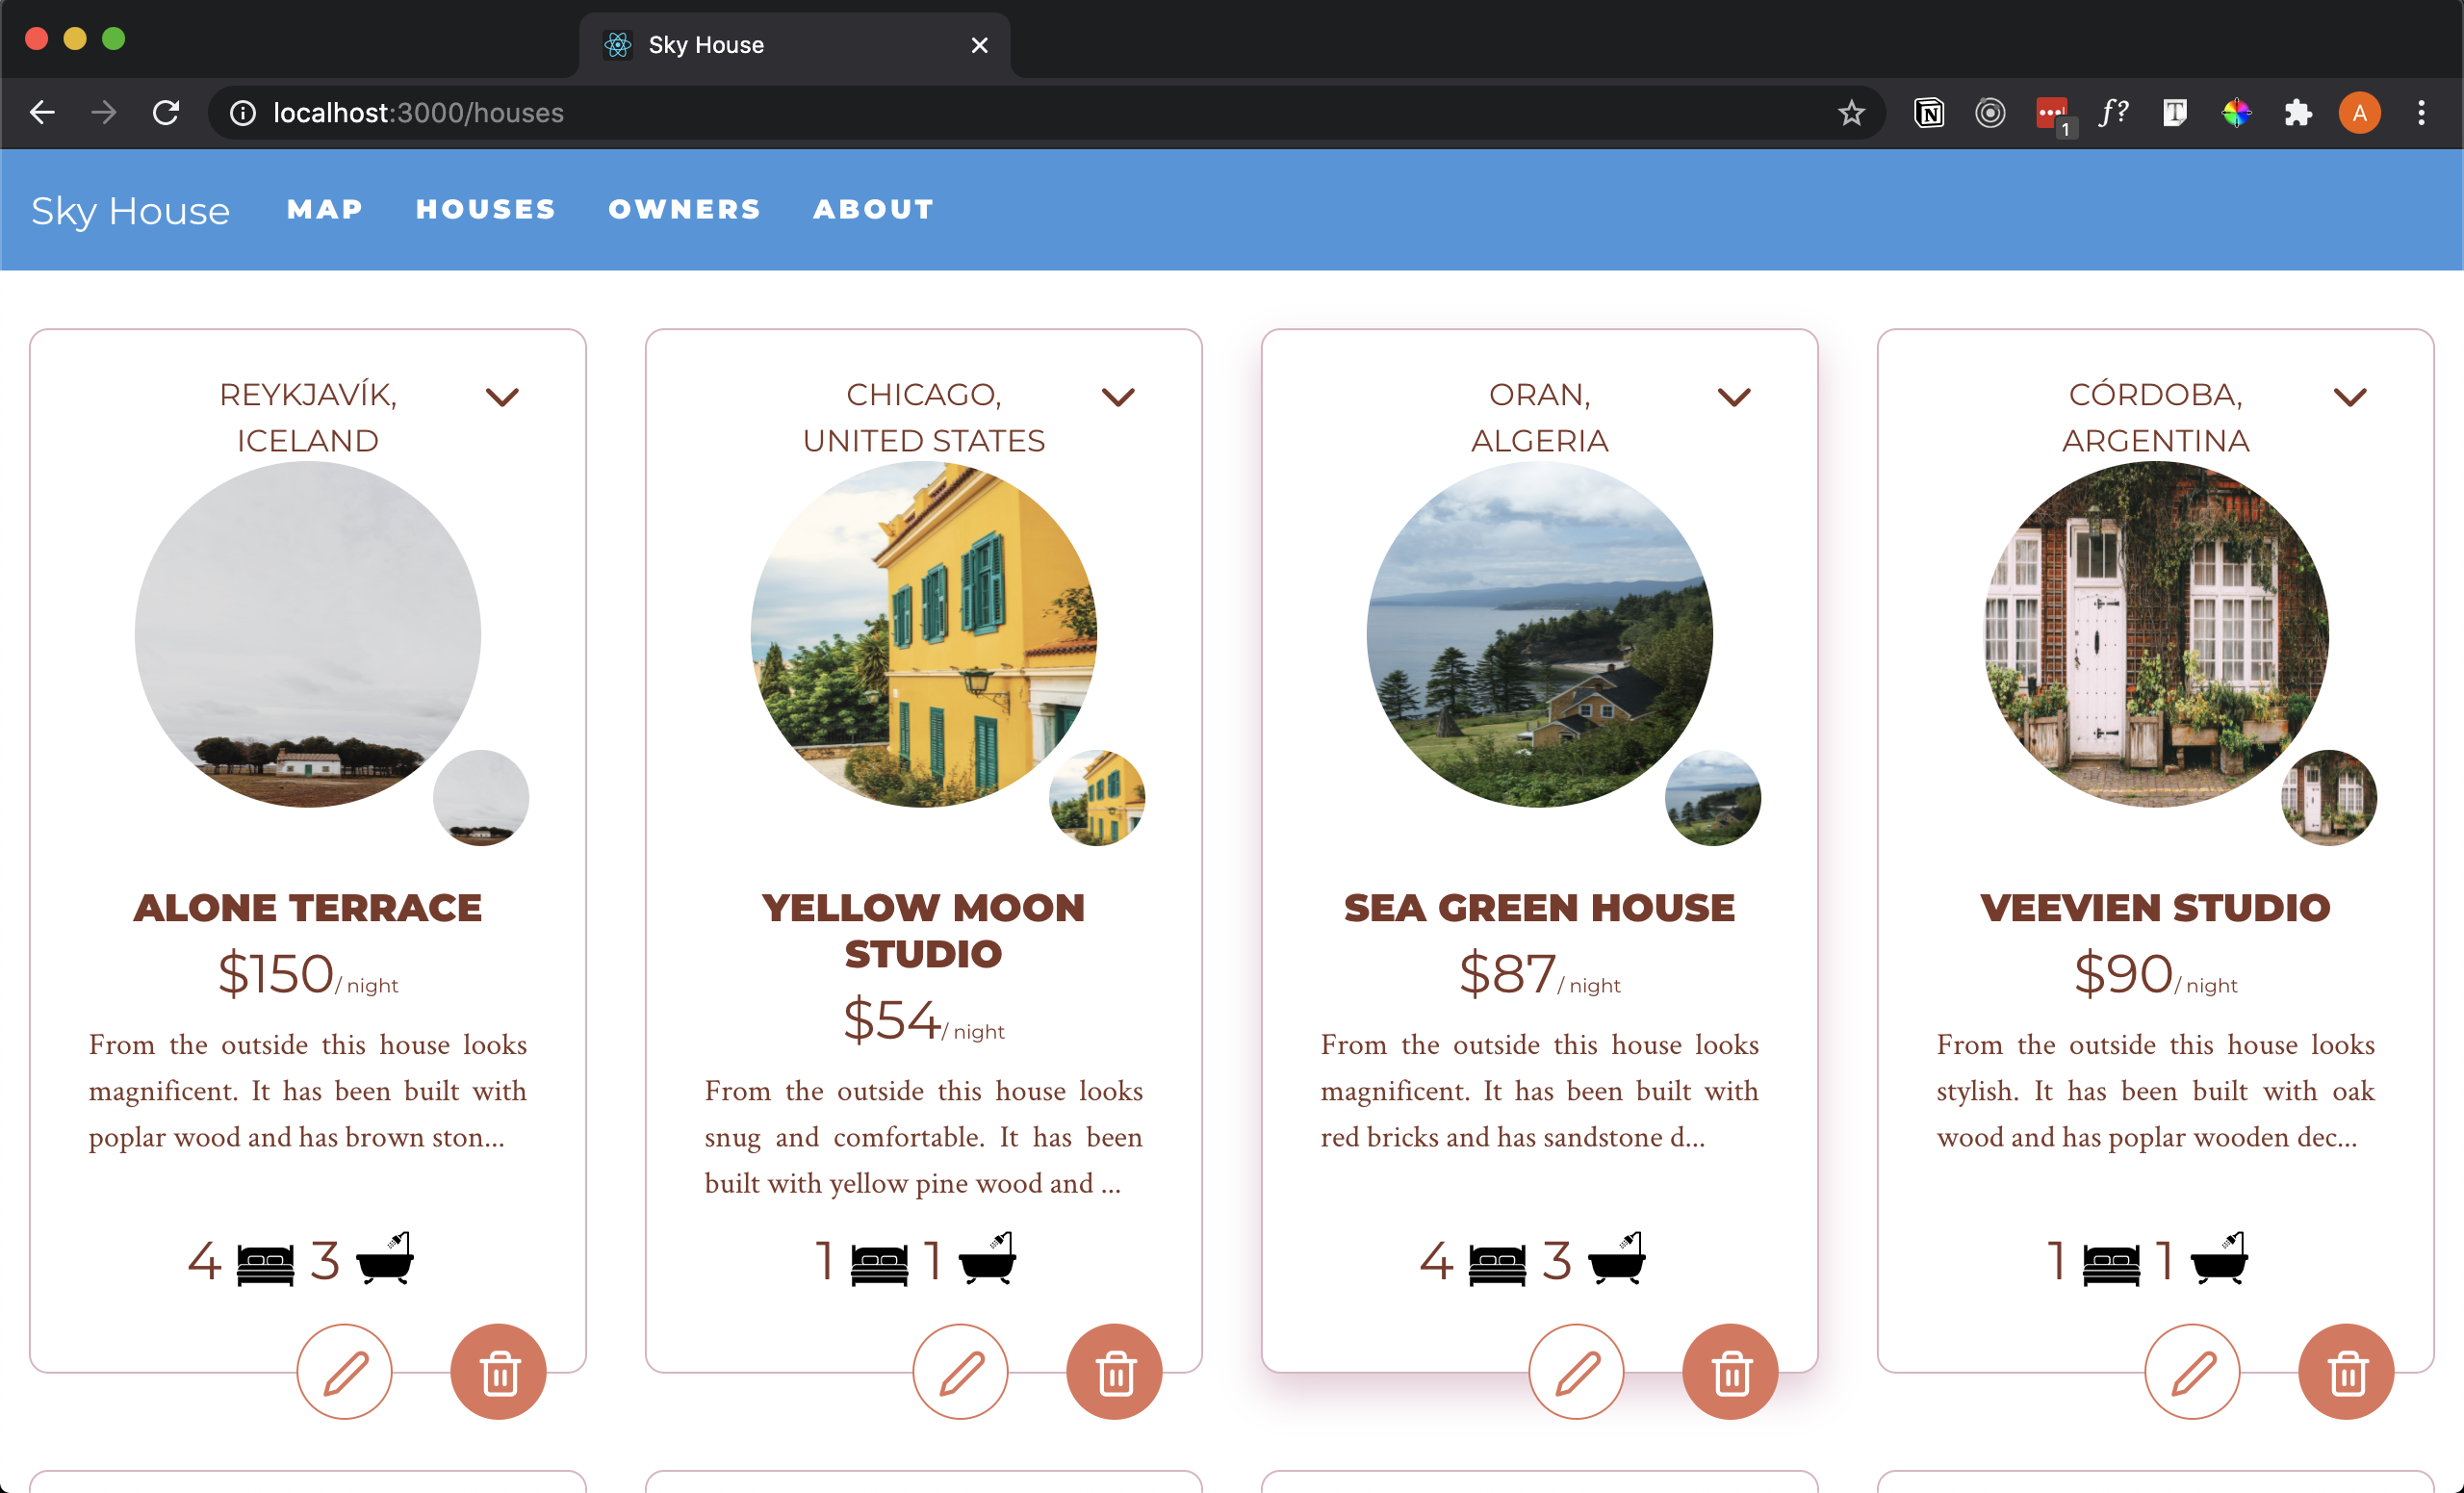 Sky House
localhost:3000/houses
1
f?
T
A
Sky House MAP HOUSES OWNERS ABOUT
REYKJAVÍK,
ICELAND
ALONE TERRACE
$150/ night
From the outside this house looks
magnificent. It has been built with
poplar wood and has brown ston...
4 3
CHICAGO,
UNITED STATES
YELLOW MOON
STUDIO
$54/ night
From the outside this house looks
snug and comfortable. It has been
built with yellow pine wood and ...
1 1
ORAN,
ALGERIA
SEA GREEN HOUSE
$87/ night
From the outside this house looks
magnificent. It has been built with
red bricks and has sandstone d...
4 3
CÓRDOBA,
ARGENTINA
VEEVIEN STUDIO
$90/ night
From the outside this house looks
stylish. It has been built with oak
wood and has poplar wooden dec...
1 1